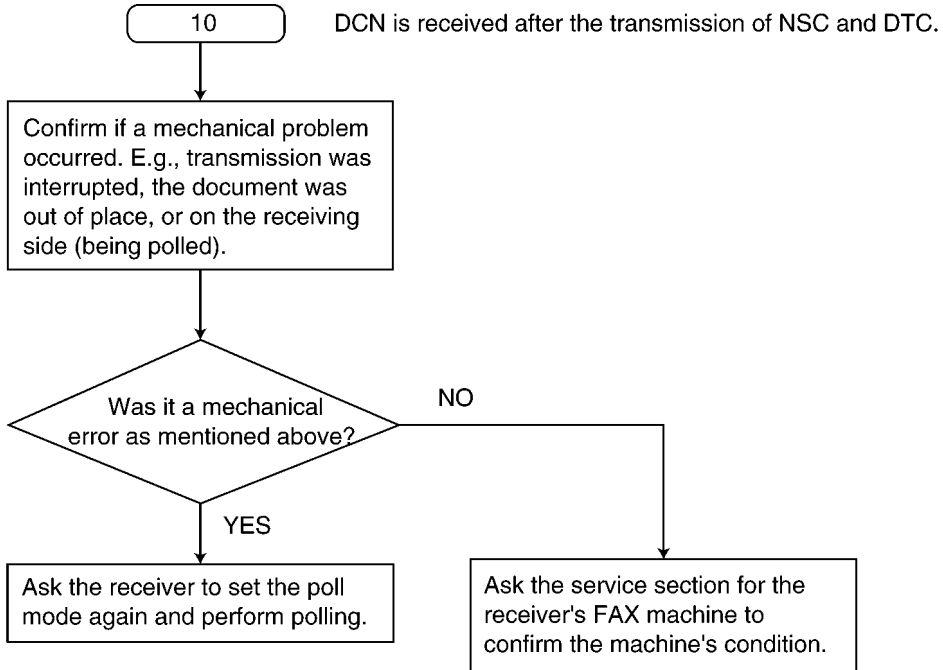 10
DCN is received after the transmission of NSC and DTC.
Confirm if a mechanical problem
occurred. E.g., transmission was
interrupted, the document was
out of place, or on the receiving
side (being polled).
Was it a mechanical
error as mentioned above?
NO
YES
Ask the receiver to set the poll
mode again and perform polling.
Ask the service section for the
receiver's FAX machine to
confirm the machine's condition.